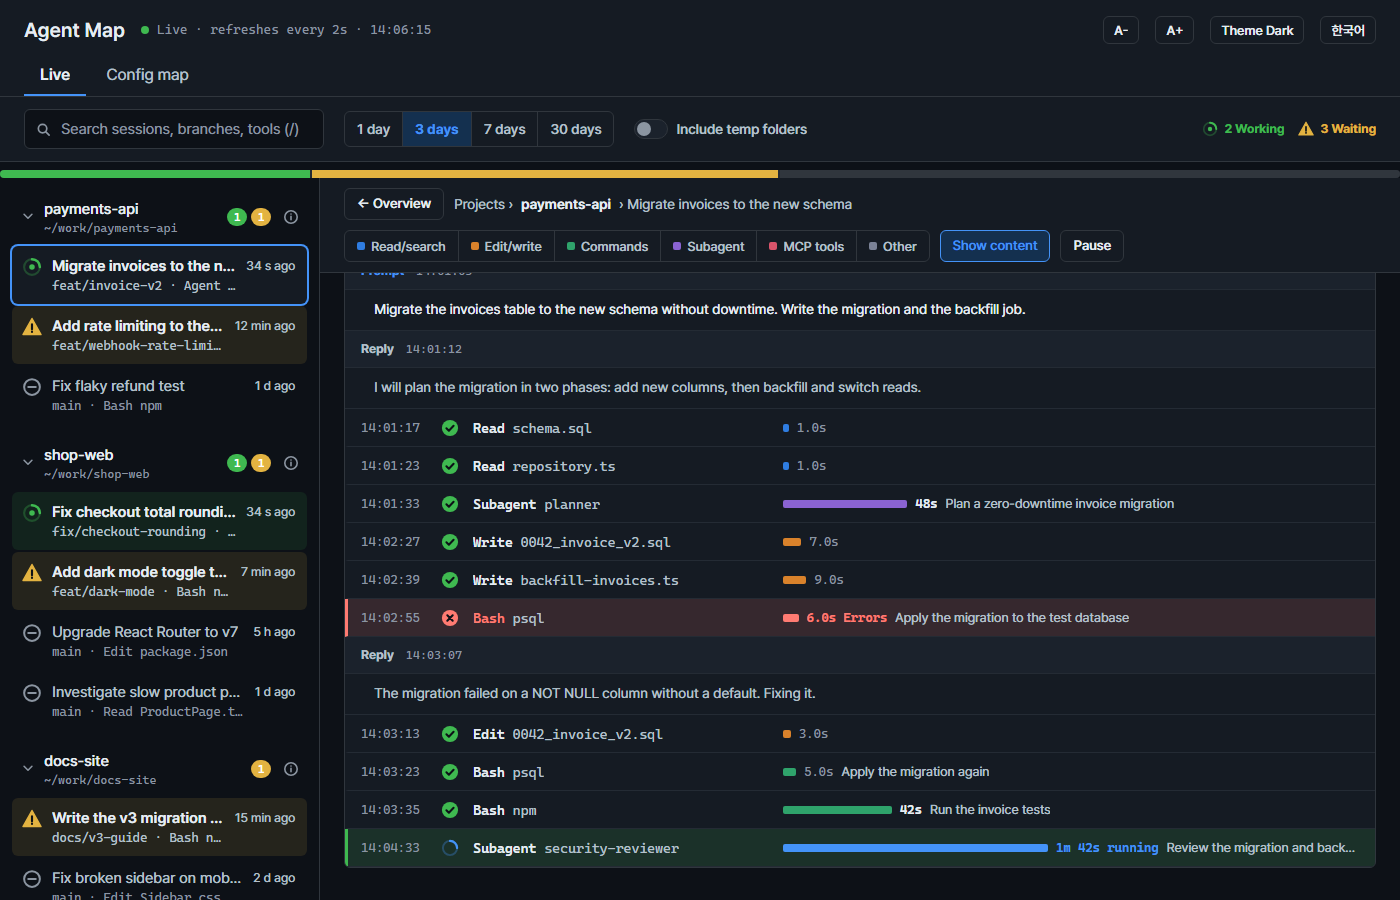 Agent Map
Live · refreshes every 2s · 14:06:15
A-
A+
Theme Dark
한국어
Live
Config map
Search sessions, branches, tools (/)
1 day
3 days
7 days
30 days
Include temp folders
2 Working
3 Waiting
payments-api
~/work/payments-api
1
1
Migrate invoices to the n... 34 s ago
feat/invoice-v2 · Agent …
Add rate limiting to the... 12 min ago
feat/webhook-rate-limi…
Fix flaky refund test 1 d ago
main · Bash npm
shop-web
~/work/shop-web
1
1
Fix checkout total roundi... 34 s ago
fix/checkout-rounding · …
Add dark mode toggle t... 7 min ago
feat/dark-mode · Bash n…
Upgrade React Router to v7 5 h ago
main · Edit package.json
Investigate slow product p... 1 d ago
main · Read ProductPage.t…
docs-site
~/work/docs-site
1
Write the v3 migration ... 15 min ago
docs/v3-guide · Bash n…
Fix broken sidebar on mob... 2 d ago
main · Edit Sidebar.css
← Overview
Projects › payments-api › Migrate invoices to the new schema
Read/search
Edit/write
Commands
Subagent
MCP tools
Other
Show content
Pause
Prompt 14:01:03
Migrate the invoices table to the new schema without downtime. Write the migration and the backfill job.
Reply 14:01:12
I will plan the migration in two phases: add new columns, then backfill and switch reads.
14:01:17 Read schema.sql 1.0s
14:01:23 Read repository.ts 1.0s
14:01:33 Subagent planner 48s Plan a zero-downtime invoice migration
14:02:27 Write 0042_invoice_v2.sql 7.0s
14:02:39 Write backfill-invoices.ts 9.0s
14:02:55 Bash psql 6.0s Errors Apply the migration to the test database
Reply 14:03:07
The migration failed on a NOT NULL column without a default. Fixing it.
14:03:13 Edit 0042_invoice_v2.sql 3.0s
14:03:23 Bash psql 5.0s Apply the migration again
14:03:35 Bash npm 42s Run the invoice tests
14:04:33 Subagent security-reviewer 1m 42s running Review the migration and back...